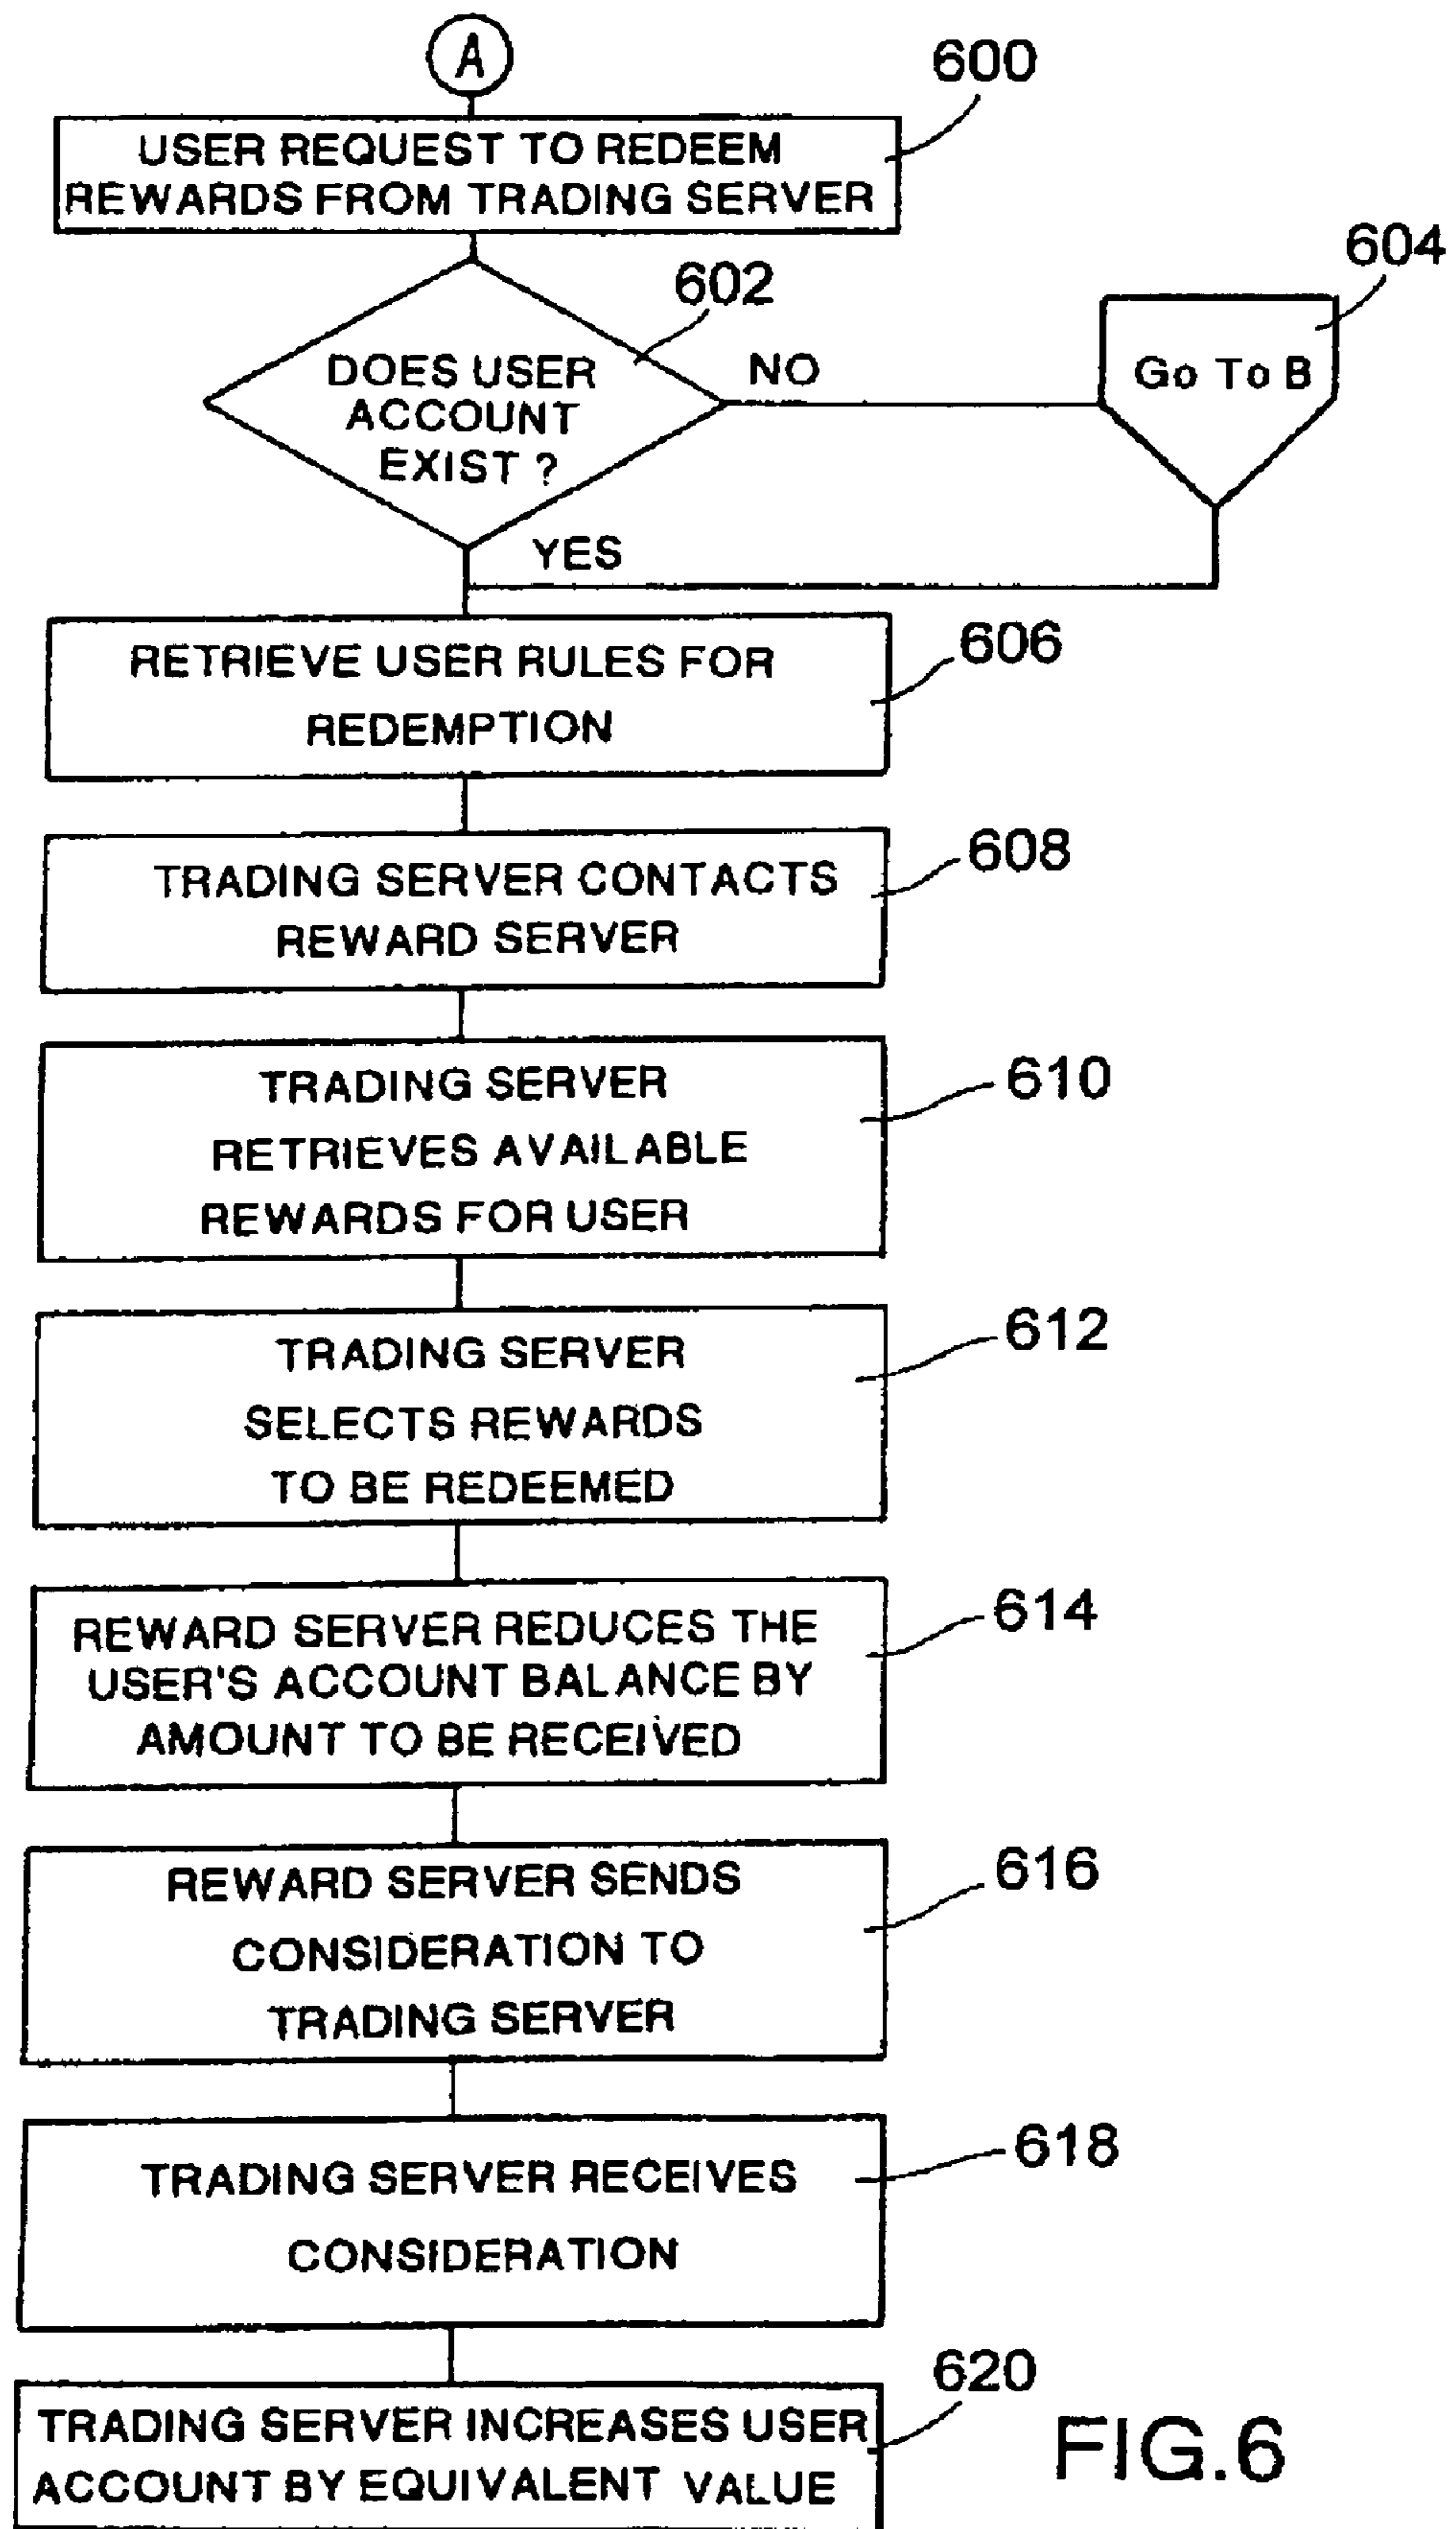 A
600
USER REQUEST TO REDEEM
REWARDS FROM TRADING SERVER
602
604
DOES USER
ACCOUNT
EXIST ?
NO
Go To B
YES
606
RETRIEVE USER RULES FOR
REDEMPTION
608
TRADING SERVER CONTACTS
REWARD SERVER
610
TRADING SERVER
RETRIEVES AVAILABLE
REWARDS FOR USER
612
TRADING SERVER
SELECTS REWARDS
TO BE REDEEMED
614
REWARD SERVER REDUCES THE
USER'S ACCOUNT BALANCE BY
AMOUNT TO BE RECEIVED
616
REWARD SERVER SENDS
CONSIDERATION TO
TRADING SERVER
618
TRADING SERVER RECEIVES
CONSIDERATION
620
TRADING SERVER INCREASES USER
ACCOUNT BY EQUIVALENT VALUE
FIG.6